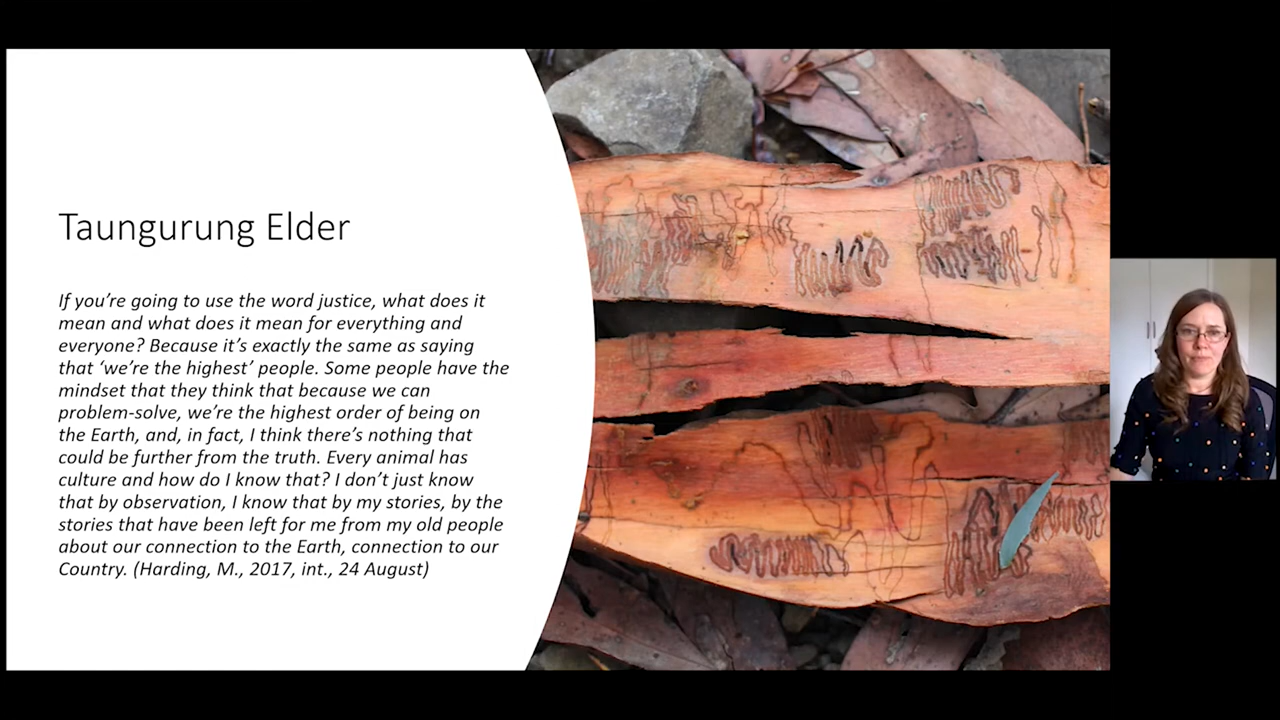 Taungurung Elder
If you’re going to use the word justice, what does it
mean and what does it mean for everything and
everyone? Because it’s exactly the same as saying
that ‘we’re the highest’ people. Some people have the
mindset that they think that because we can
problem-solve, we’re the highest order of being on
the Earth, and, in fact, I think there’s nothing that
could be further from the truth. Every animal has
culture and how do I know that? I don’t just know
that by observation, I know that by my stories, by the
stories that have been left for me from my old people
about our connection to the Earth, connection to our
Country. (Harding, M., 2017, int., 24 August)